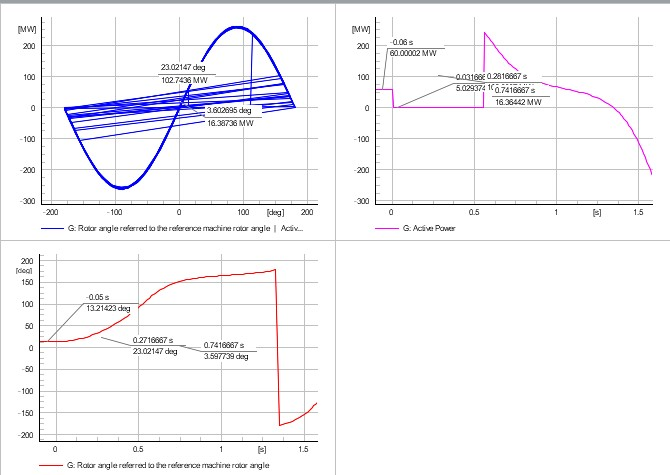 [MW]
200
100
0
−100
−200
−300
23.02147 deg
102.7436 MW
3.602695 deg
16.38736 MW
−200
−100
0
100
[deg]
200
G: Rotor angle referred to the reference machine rotor angle | Activ...
[MW]
200
100
0
−100
−200
−300
-0.06 s
60.00002 MW
0.2816667 s
0.7416667 s
16.36442 MW
0
0.5
1
[s]
1.5
G: Active Power
200
[deg]
150
100
50
0
−50
−100
−150
−200
-0.05 s
13.21423 deg
0.2716667 s
23.02147 deg
0.7416667 s
3.597739 deg
0
0.5
1
[s]
1.5
G: Rotor angle referred to the reference machine rotor angle